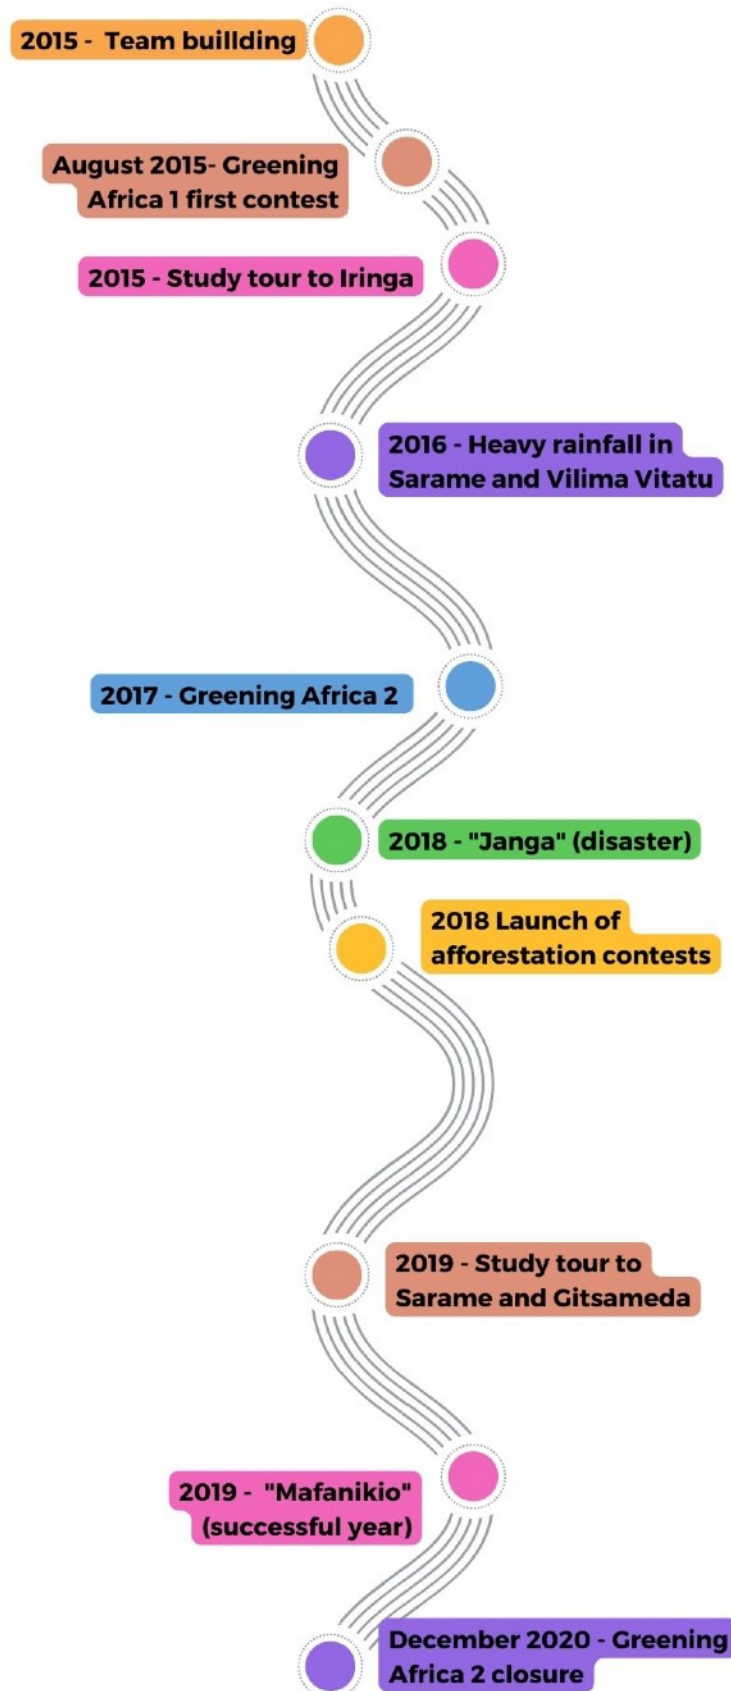 2015 - Team buillding
August 2015- Greening
Africa 1 first contest
2015 - Study tour to Iringa
2016 - Heavy rainfall in
Sarame and Vilima Vitatu
2017 - Greening Africa 2
2018 - "Janga" (disaster)
2018 Launch of
afforestation contests
2019 - Study tour to
Sarame and Gitsameda
2019 - "Mafanikio"
(successful year)
December 2020 - Greening
Africa 2 closure